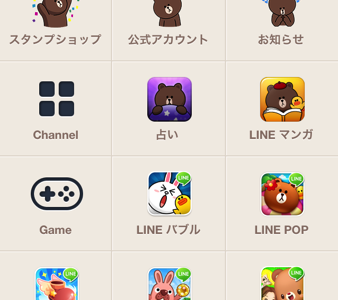 スタンプショップ
公式アカウント
お知らせ
Channel
占い
LINE マンガ
Game
LINE バブル
LINE POP